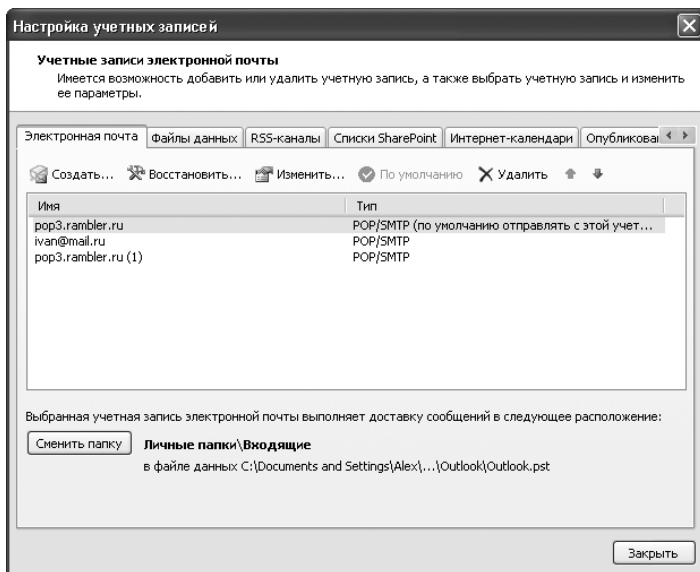 Настройка учетных записей
Учетные записи электронной почты
Имеется возможность добавить или удалить учетную запись, а также выбрать учетную запись и изменить
ее параметры.
Электронная почта Файлы данных RSS-каналы Списки SharePoint Интернет-календари Опубликова
Создать... Восстановить... Изменить... По умолчанию Удалить
Имя Тип
pop3.rambler.ru POP/SMTP (по умолчанию отправлять с этой учет...
ivan@mail.ru POP/SMTP
pop3.rambler.ru (1) POP/SMTP
Выбранная учетная запись электронной почты выполняет доставку сообщений в следующее расположение:
Сменить папку Личные папки\Входящие
в файле данных C:\Documents and Settings\Alex\...\Outlook\Outlook.pst
Закрыть